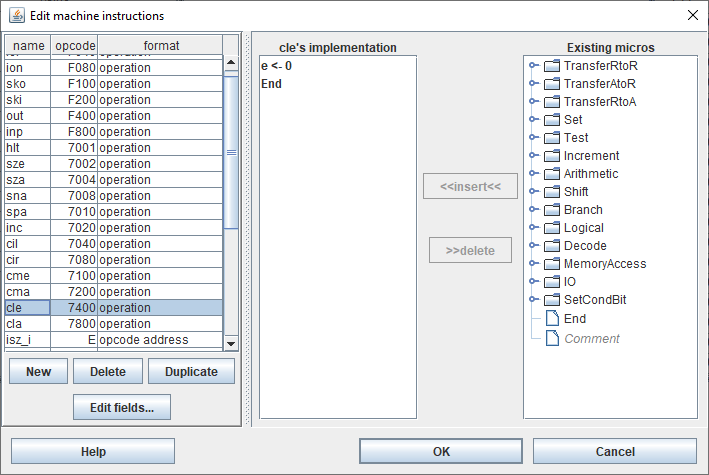 Edit machine instructions
name opcode format
ion F080 operation
sko F100 operation
ski F200 operation
out F400 operation
inp F800 operation
hlt 7001 operation
sze 7002 operation
sza 7004 operation
sna 7008 operation
spa 7010 operation
inc 7020 operation
cil 7040 operation
cir 7080 operation
cme 7100 operation
cma 7200 operation
cle 7400 operation
cla 7800 operation
isz_i E opcode address
New Delete Duplicate
Edit fields...
cle's implementation
e <- 0
End
<<insert<<
>>delete
Existing micros
TransferRtoR
TransferAtoR
TransferRtoA
Set
Test
Increment
Arithmetic
Shift
Branch
Logical
Decode
MemoryAccess
IO
SetCondBit
End
Comment
Help OK Cancel